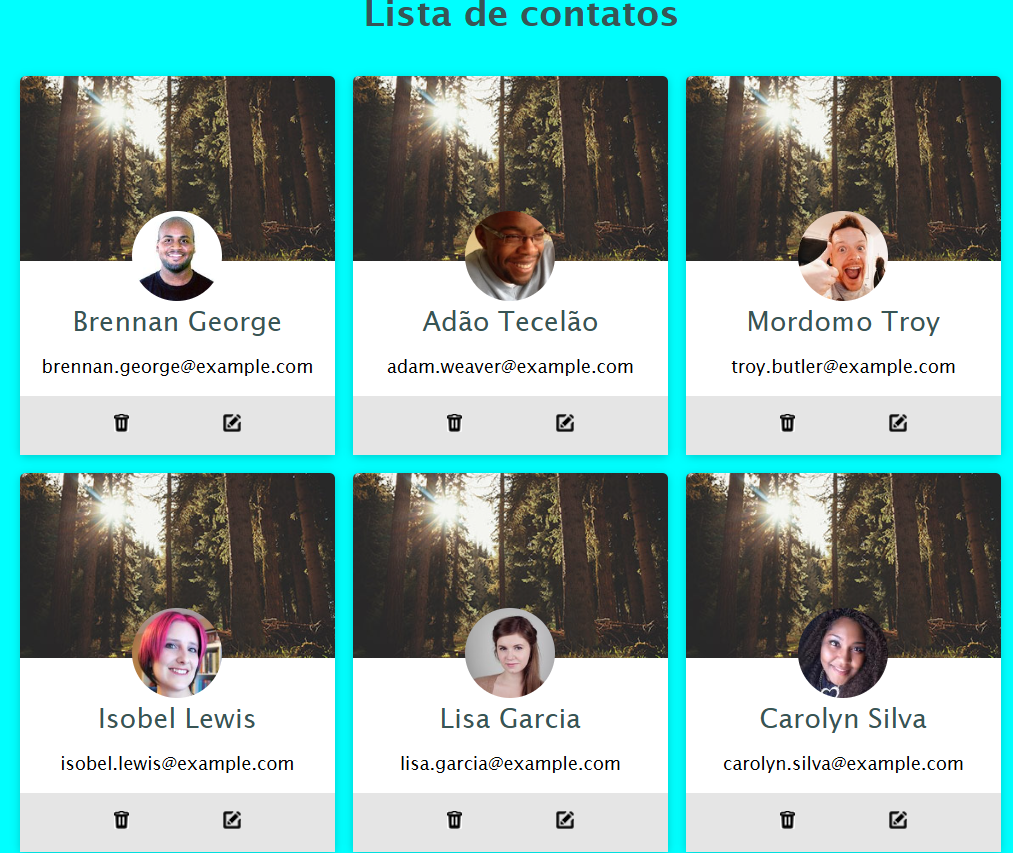 Lista de contatos
Brennan George
brennan.george@example.com
Adão Tecelão
adam.weaver@example.com
Mordomo Troy
troy.butler@example.com
Isobel Lewis
isobel.lewis@example.com
Lisa Garcia
lisa.garcia@example.com
Carolyn Silva
carolyn.silva@example.com